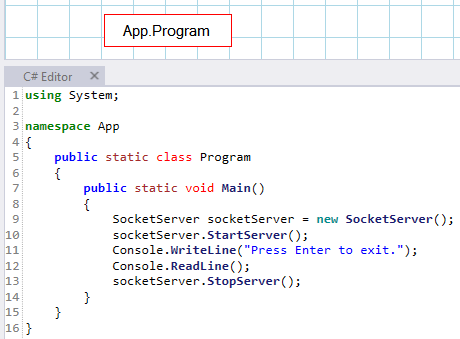 App.Program
C# Editor
1 using System;
2
3 namespace App
4 {
5     public static class Program
6     {
7         public static void Main()
8         {
9             SocketServer socketServer = new SocketServer();
10             socketServer.StartServer();
11             Console.WriteLine("Press Enter to exit.");
12             Console.ReadLine();
13             socketServer.StopServer();
14         }
15     }
16 }